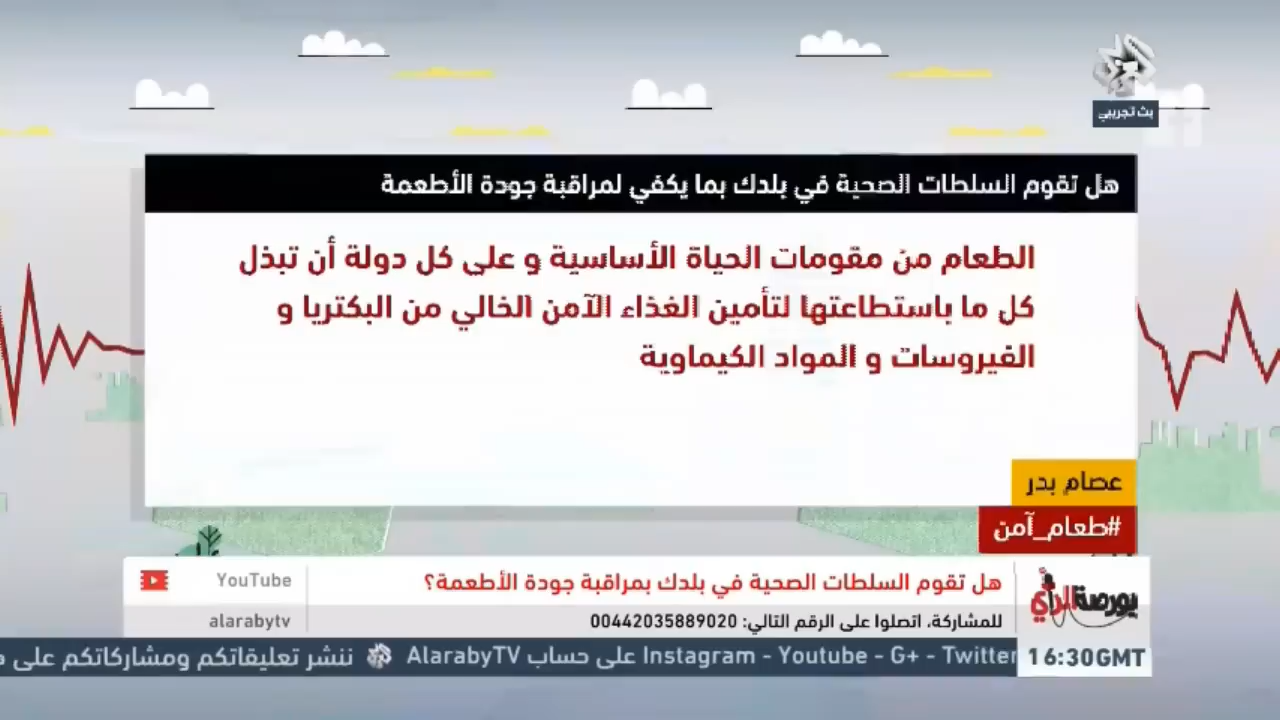 العربي
بث تجريبي
هل تقوم السلطات الصحية في بلدك بما يكفي لمراقبة جودة الأطعمة
الطعام من مقومات الحياة الأساسية و على كل دولة أن تبذل
كل ما باستطاعتها لتأمين الغذاء الآمن الخالي من البكتريا و
الفيروسات و المواد الكيماوية
عصام بدر
#طعام_آمن
بورصة الرأي
هل تقوم السلطات الصحية في بلدك بمراقبة جودة الأطعمة؟
YouTube
للمشاركة، اتصلوا على الرقم التالي: 00442035889020
alarabytv
16:30GMT
Instagram - Youtube - G+ - Twitter على حساب AlarabyTV ننشر تعليقاتكم ومشاركاتكم على